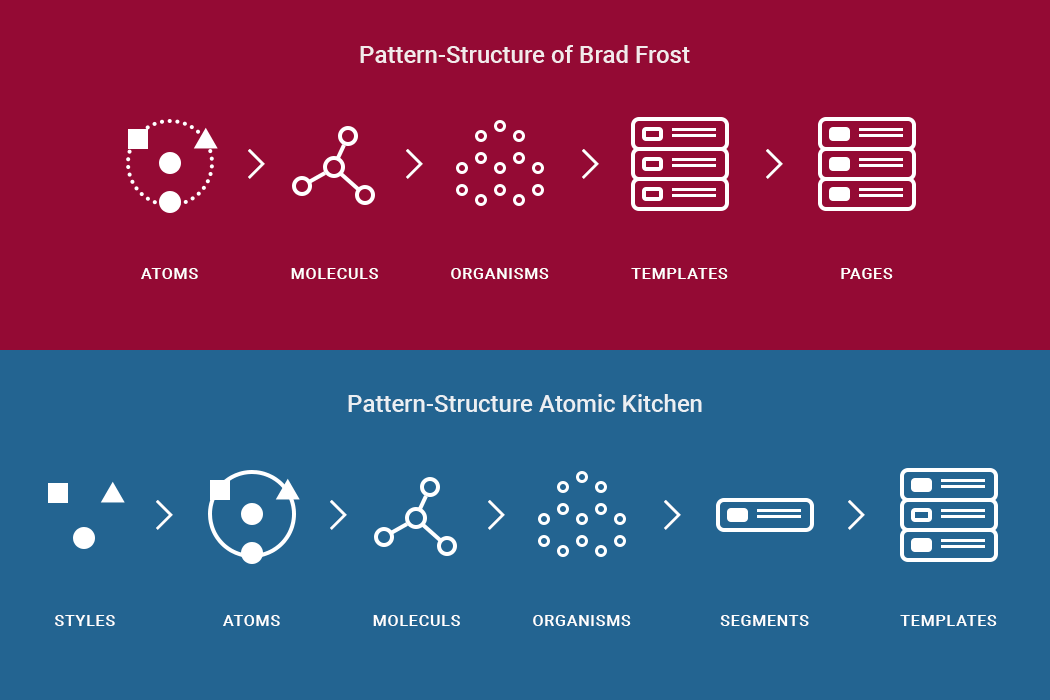 Pattern-Structure of Brad Frost
ATOMS
MOLECULS
ORGANISMS
TEMPLATES
PAGES
Pattern-Structure Atomic Kitchen
STYLES
ATOMS
MOLECULS
ORGANISMS
SEGMENTS
TEMPLATES